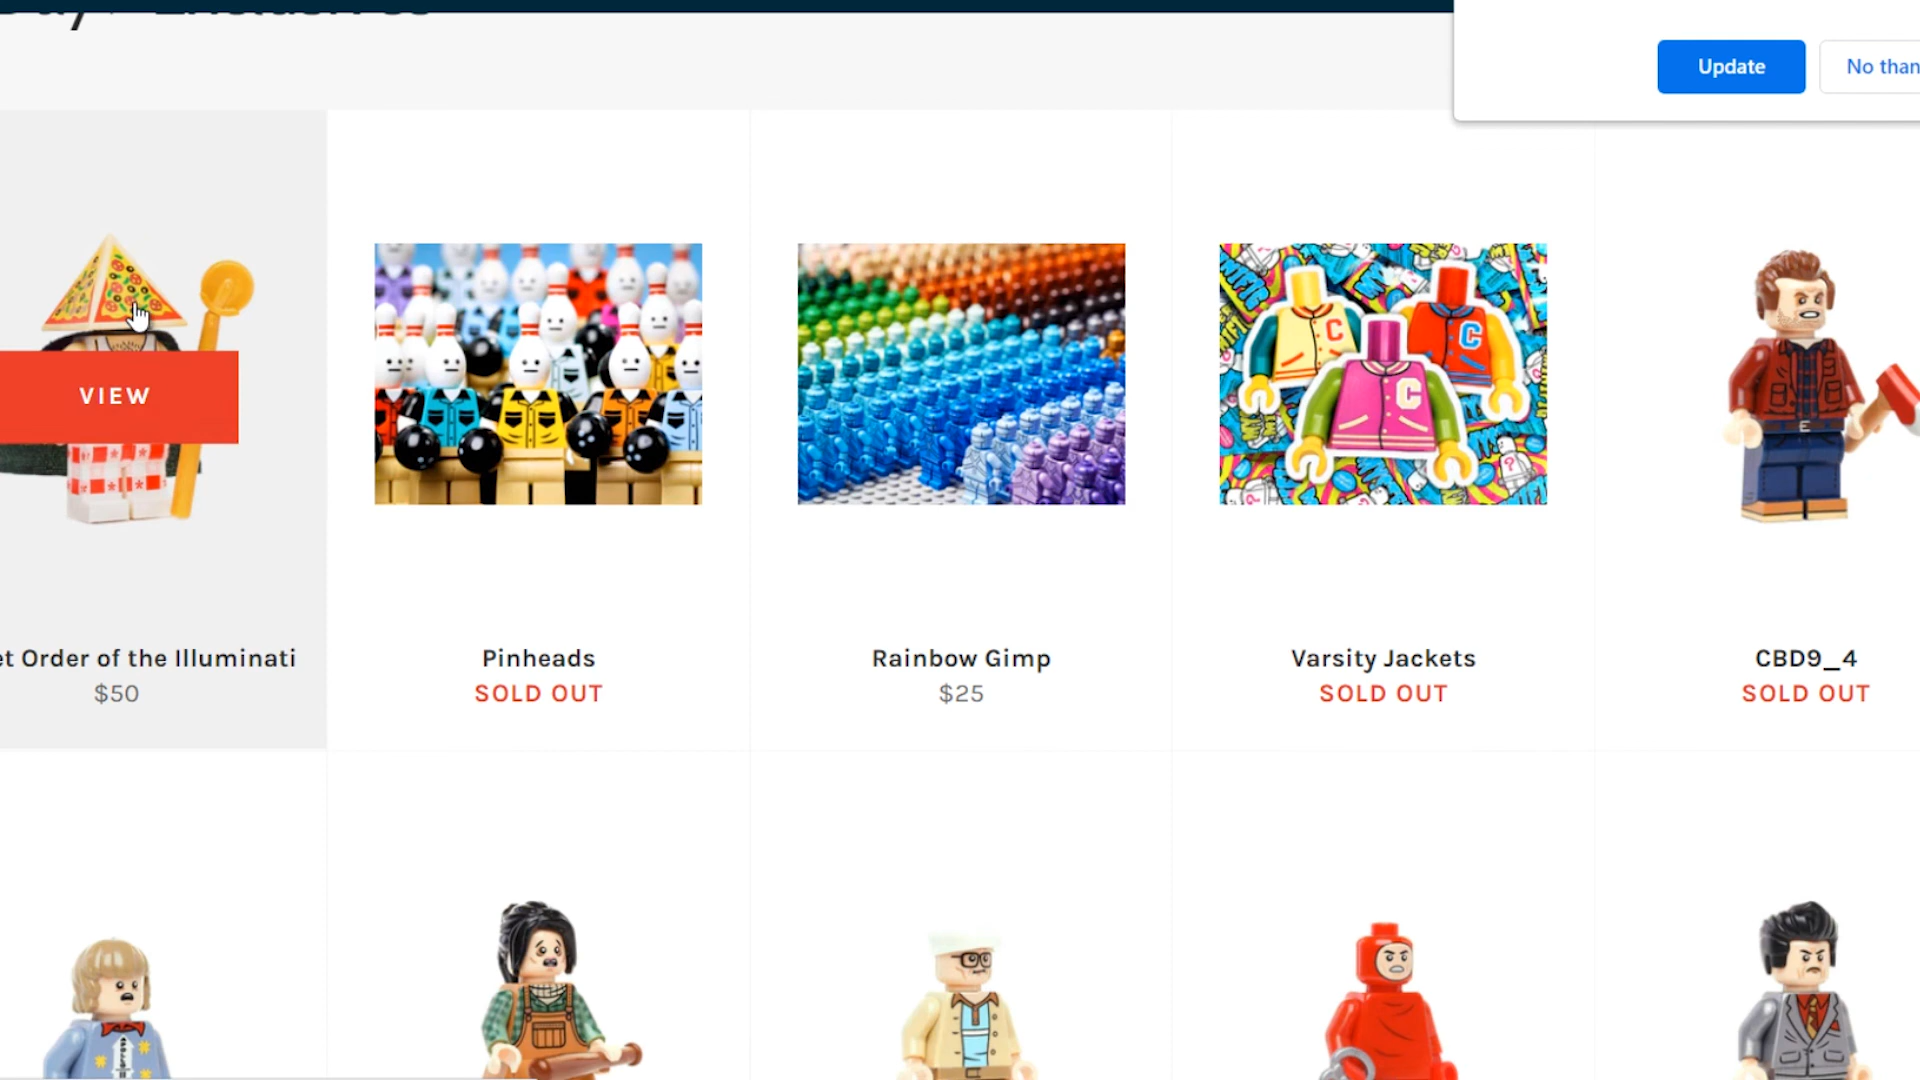 Update
No than
VIEW
C
C
C
et Order of the Illuminati
$50
Pinheads
SOLD OUT
Rainbow Gimp
$25
Varsity Jackets
SOLD OUT
CBD9_4
SOLD OUT